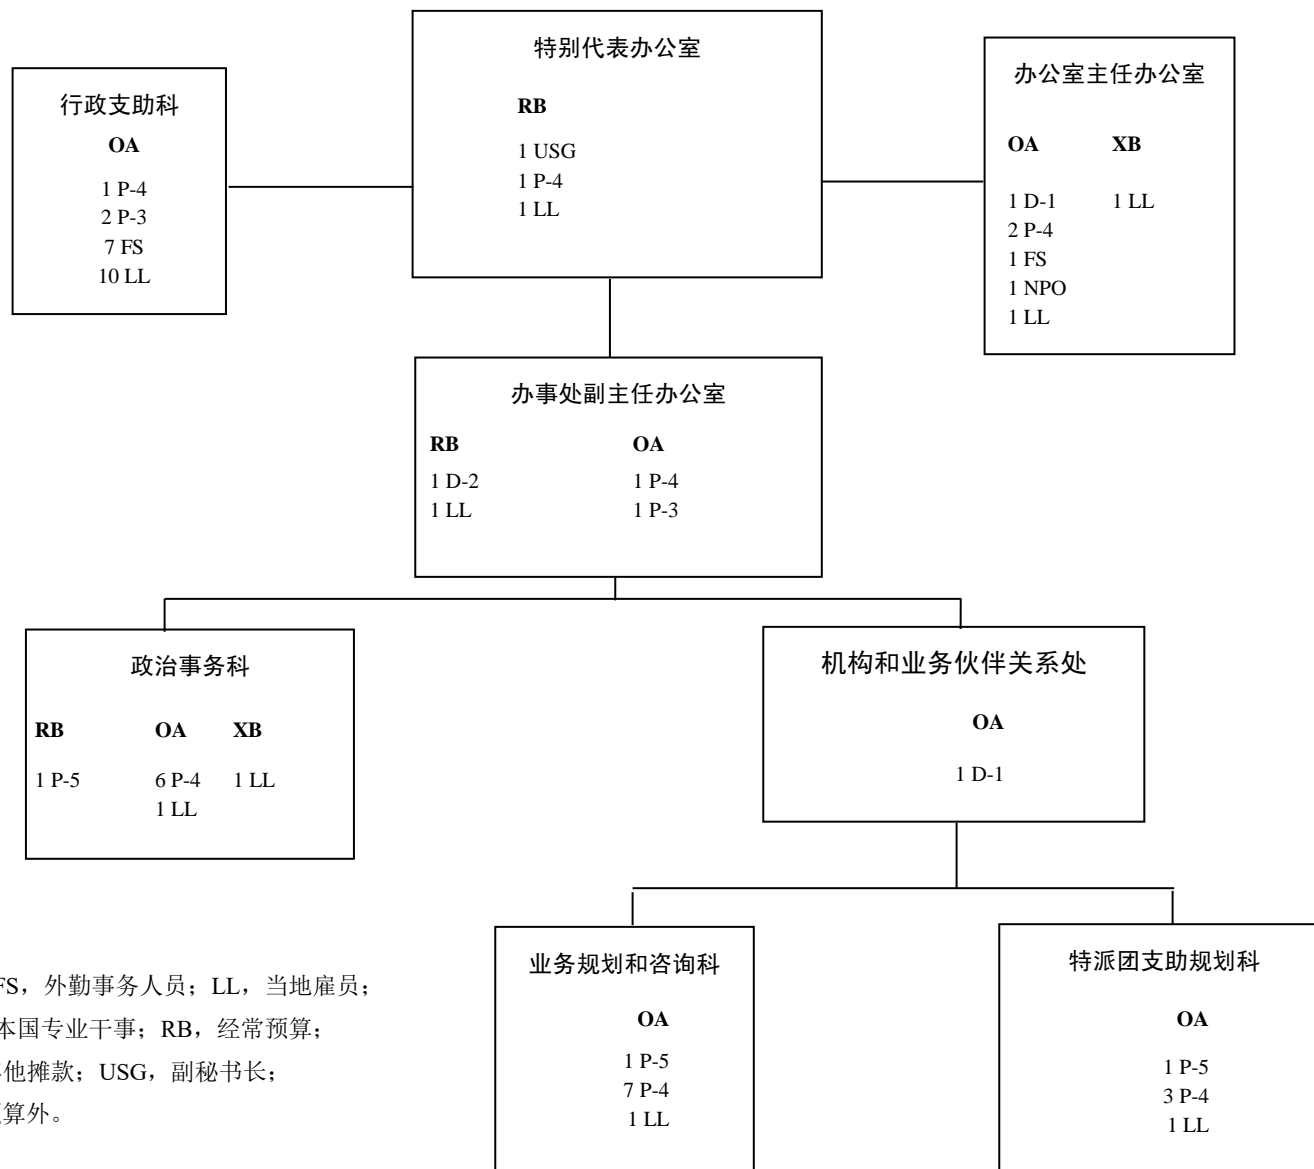 特别代表办公室
RB
1 USG
1 P-4
1 LL
行政支助科
OA
1 P-4
2 P-3
7 FS
10 LL
办公室主任办公室
OA XB
1 D-1 1 LL
2 P-4
1 FS
1 NPO
1 LL
办事处副主任办公室
RB OA
1 D-2 1 P-4
1 LL 1 P-3
政治事务科
RB OA XB
1 P-5 6 P-4 1 LL
1 LL
机构和业务伙伴关系处
OA
1 D-1
业务规划和咨询科
OA
1 P-5
7 P-4
1 LL
特派团支助规划科
OA
1 P-5
3 P-4
1 LL
FS，外勤事务人员；LL，当地雇员；
本国专业干事；RB，经常预算；
他摊款；USG，副秘书长；
算外。